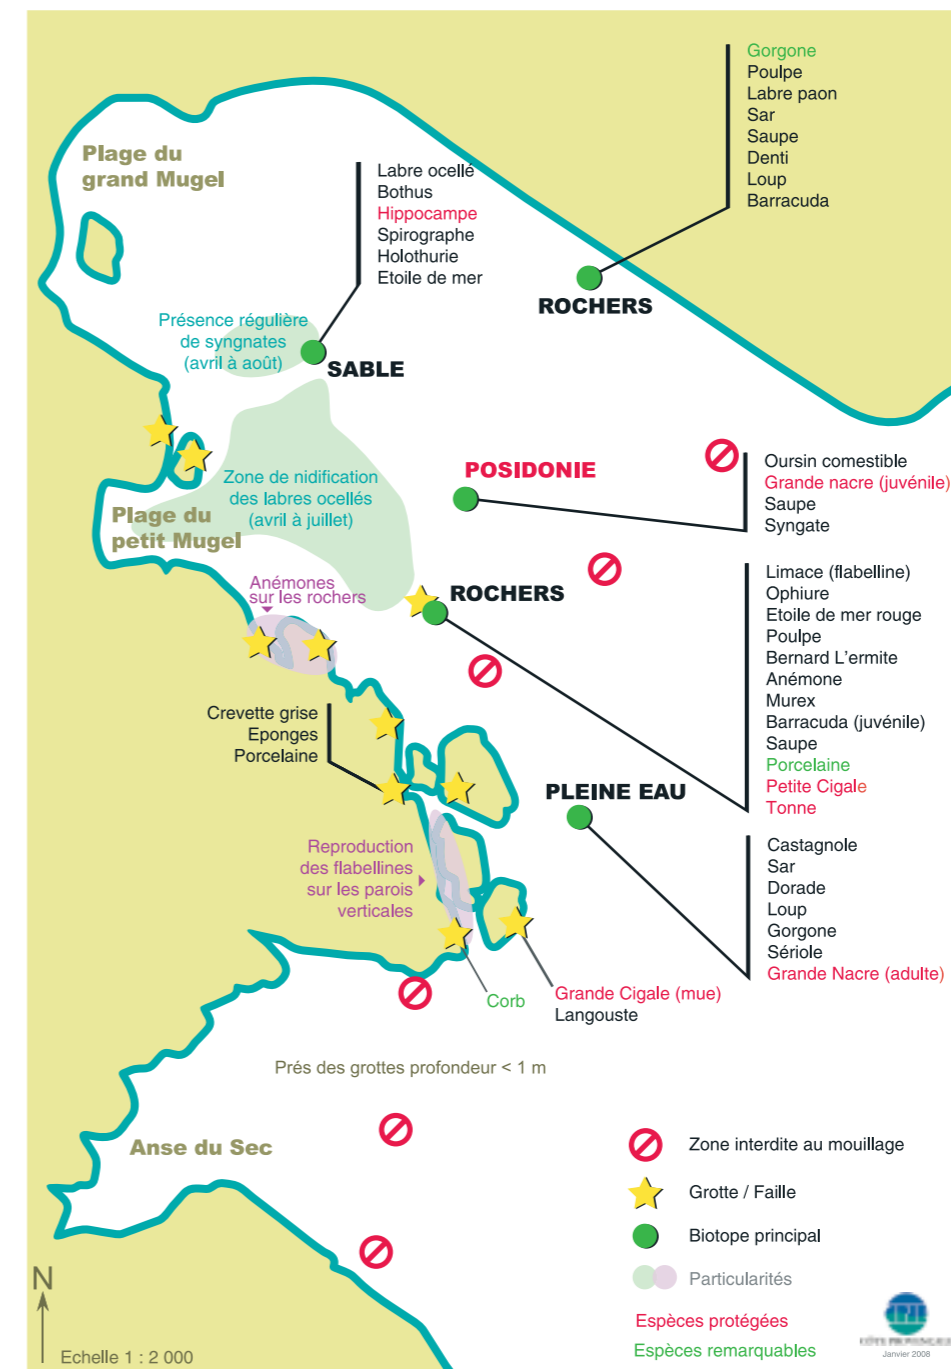 Gorgone
Poulpe
Labre paon
Sar
Saupe
Denti
Loup
Barracuda
ROCHERS
Plage du
grand Mugel
Labre ocellé
Bothus
Hippocampe
Spirographe
Holothurie
Etoile de mer
Présence régulière
de syngnates
(avril à août)
SABLE
Zone de nidification
des labres ocellés
(avril à juillet)
Plage du
petit Mugel
POSIDONIE
Oursin comestible
Grande nacre (juvénile)
Saupe
Syngate
Anémones
sur les rochers
ROCHERS
Limace (flabelline)
Ophiure
Etoile de mer rouge
Poulpe
Bernard L'ermite
Anémone
Murex
Barracuda (juvénile)
Saupe
Porcelaine
Petite Cigale
Tonne
Crevette grise
Eponges
Porcelaine
PLEINE EAU
Castagnole
Sar
Dorade
Loup
Gorgone
Sériole
Grande Nacre (adulte)
Reproduction
des flabellines
sur les parois
verticales
Corb
Grande Cigale (mue)
Langouste
Prés des grottes profondeur < 1 m
Anse du Sec
Zone interdite au mouillage
Grotte / Faille
Biotope principal
Particularités
Espèces protégées
Espèces remarquables
N
Echelle 1 : 2 000
CÔTE PROVENÇALE
Janvier 2008